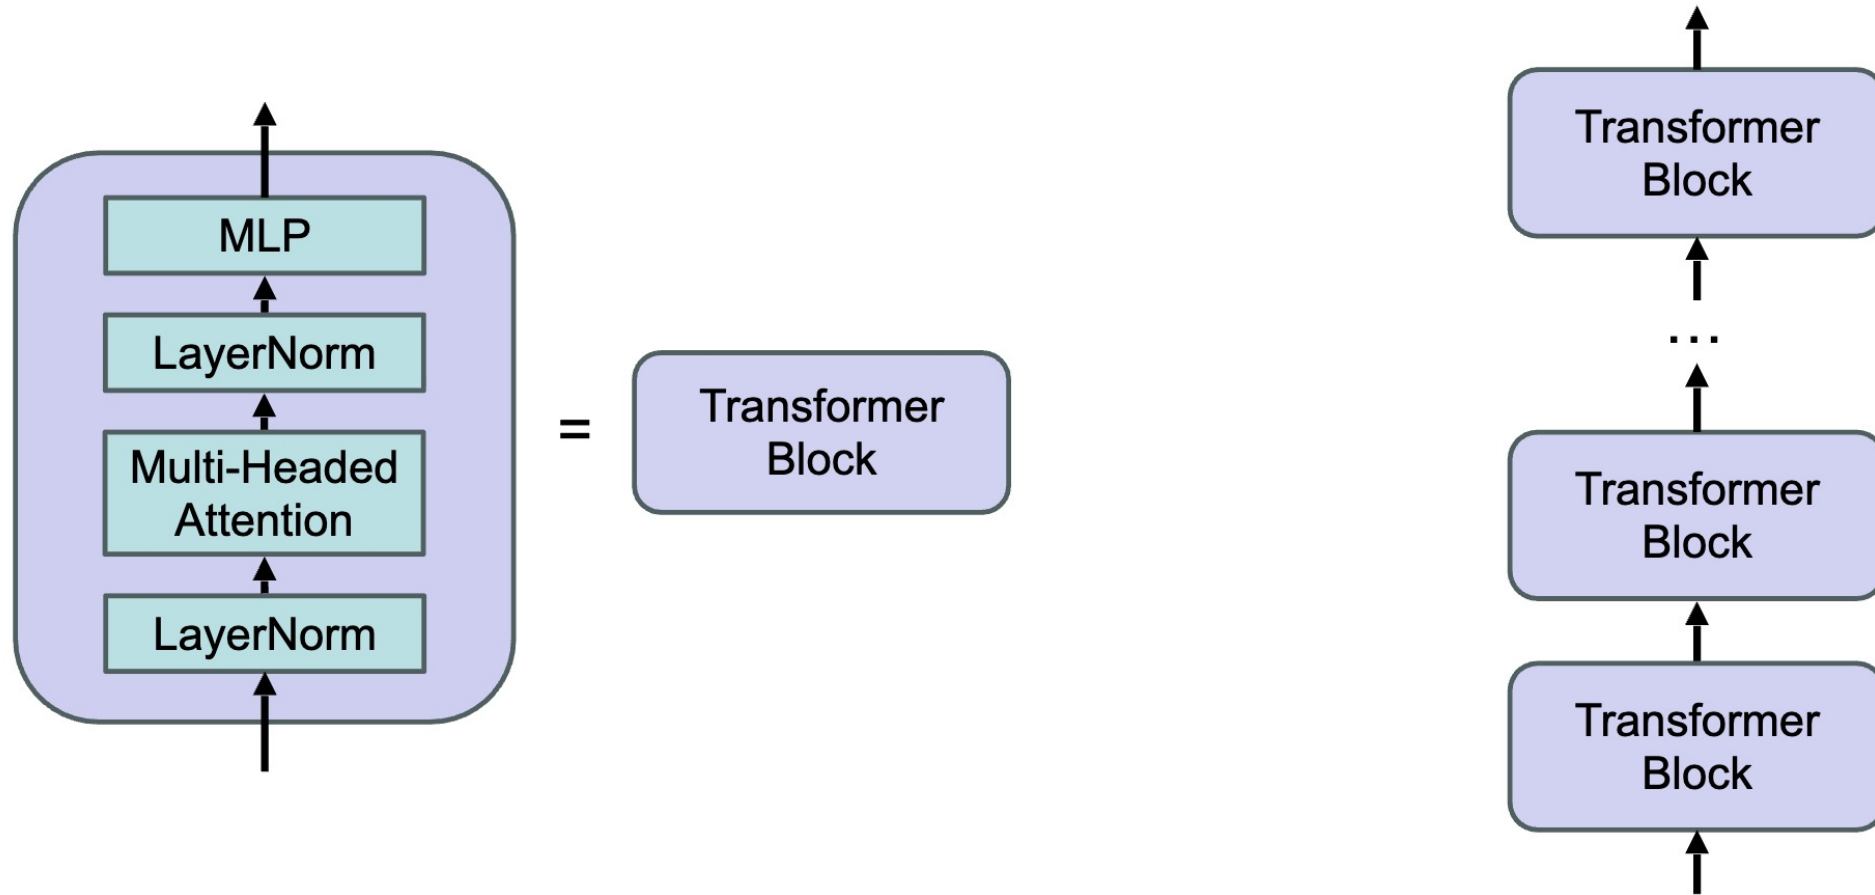 MLP
LayerNorm
Multi-Headed
Attention
LayerNorm
=
Transformer
Block
Transformer
Block
...
Transformer
Block
Transformer
Block